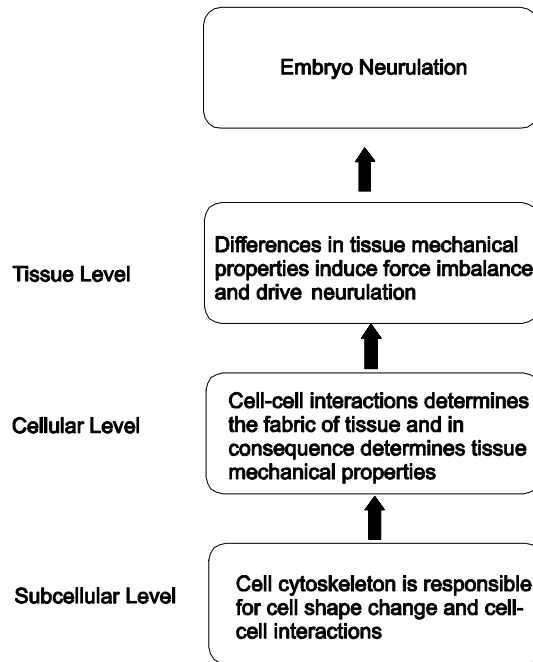 Embryo Neurulation
Tissue Level
Differences in tissue mechanical
properties induce force imbalance
and drive neurulation
Cellular Level
Cell-cell interactions determines
the fabric of tissue and in
consequence determines tissue
mechanical properties
Subcellular Level
Cell cytoskeleton is responsible
for cell shape change and cell-
cell interactions